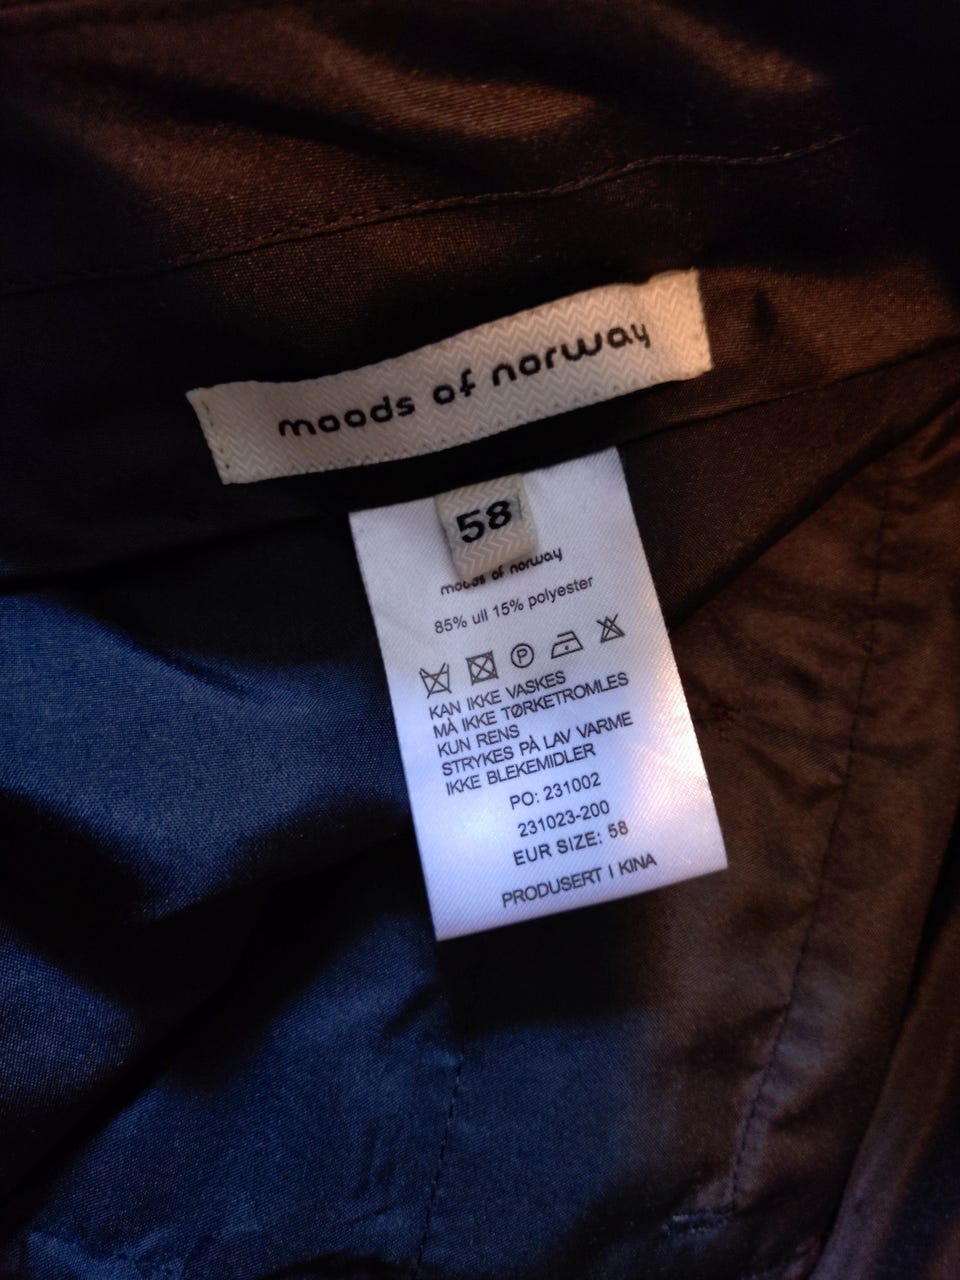 moods of norway
58
moods of norway
85% ull 15% polyester
P
KAN IKKE VASKES
MÅ IKKE TØRKETROMLES
KUN RENS
STRYKES PÅ LAV VARME
IKKE BLEKEMIDLER
PO: 231002
231023-200
EUR SIZE: 58
PRODUSERT I KINA